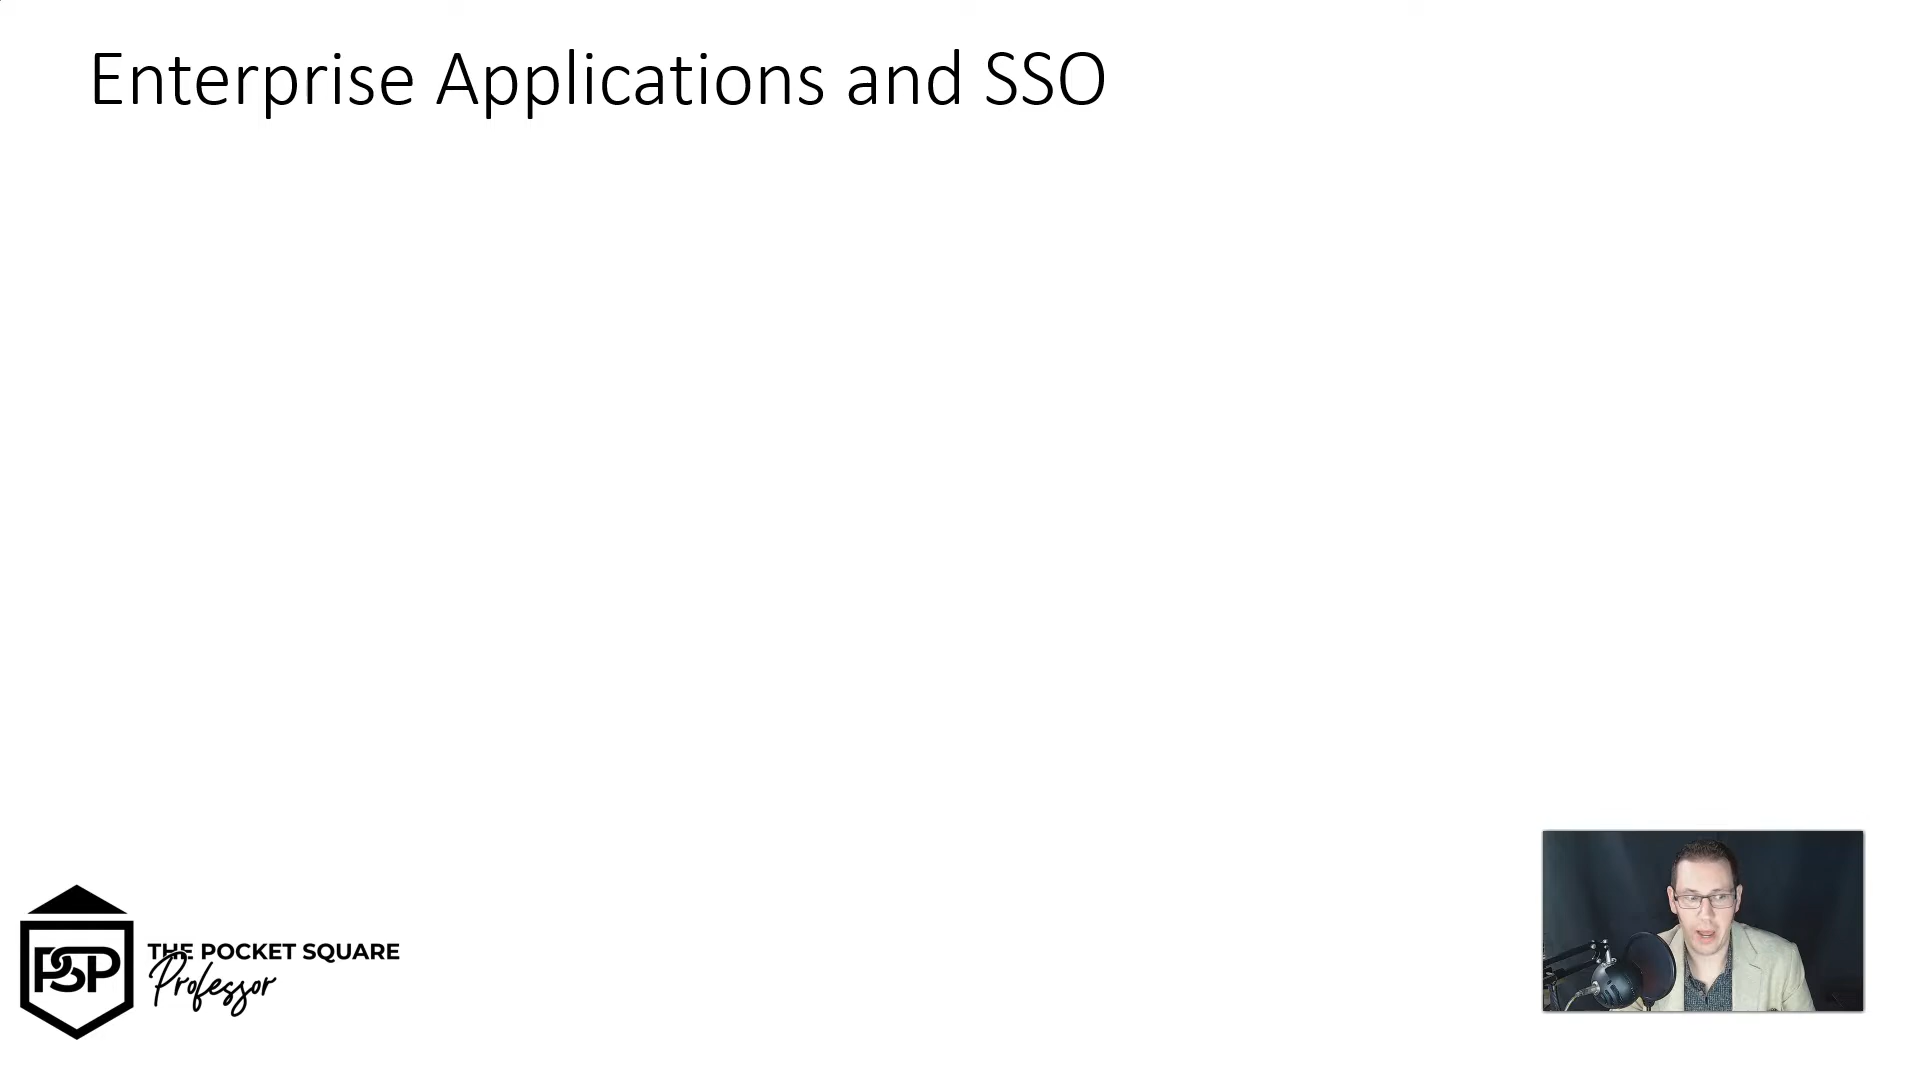 Enterprise Applications and SSO
PSP
THE POCKET SQUARE
Professor